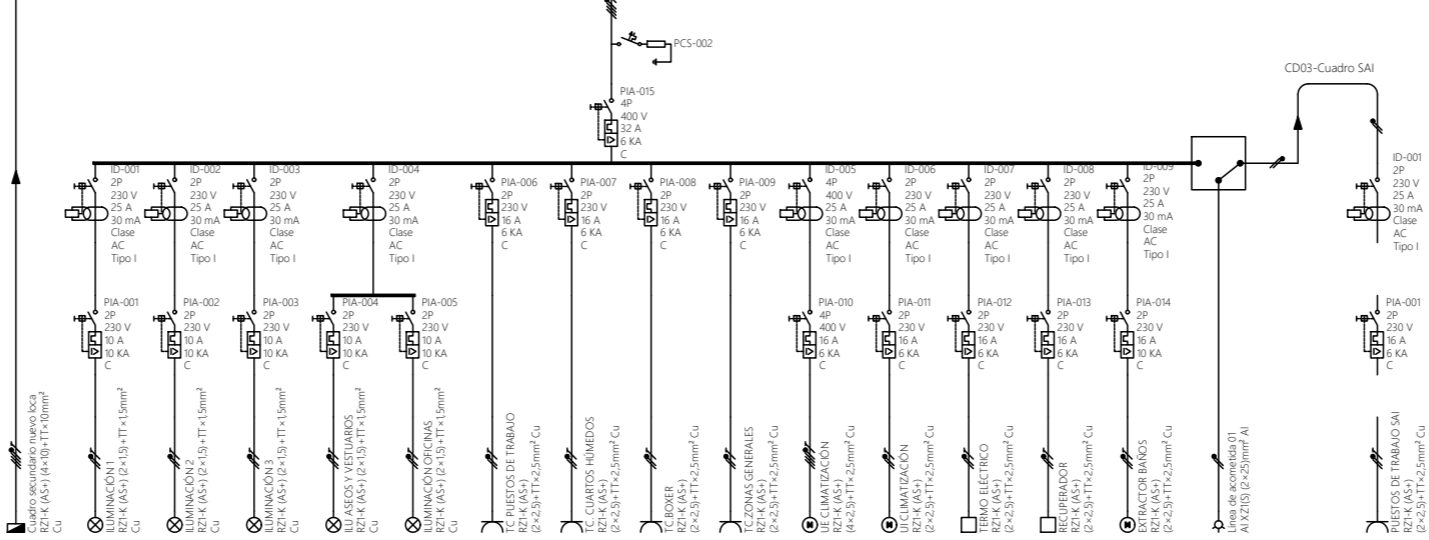 PCS-002
CD03-Cuadro SAI
PIA-015
4P
400 V
32 A
6 KA
C
ID-001
2P
230 V
25 A
30 mA
Clase
AC
Tipo I
ID-002
2P
230 V
25 A
30 mA
Clase
AC
Tipo I
ID-003
2P
230 V
25 A
30 mA
Clase
AC
Tipo I
ID-004
2P
230 V
25 A
30 mA
Clase
AC
Tipo I
PIA-006
2P
230 V
16 A
6 KA
C
PIA-007
2P
230 V
16 A
6 KA
C
PIA-008
2P
230 V
16 A
6 KA
C
PIA-009
2P
230 V
16 A
6 KA
C
ID-005
4P
400 V
25 A
30 mA
Clase
AC
Tipo I
ID-006
2P
230 V
25 A
30 mA
Clase
AC
Tipo I
ID-007
2P
230 V
25 A
30 mA
Clase
AC
Tipo I
ID-008
2P
230 V
25 A
30 mA
Clase
AC
Tipo I
ID-009
2P
230 V
25 A
30 mA
Clase
AC
Tipo I
ID-001
2P
230 V
25 A
30 mA
Clase
AC
Tipo I
PIA-001
2P
230 V
10 A
10 KA
C
PIA-002
2P
230 V
10 A
10 KA
C
PIA-003
2P
230 V
10 A
10 KA
C
PIA-004
2P
230 V
10 A
10 KA
C
PIA-005
2P
230 V
10 A
10 KA
C
PIA-010
4P
400 V
16 A
6 KA
C
PIA-011
2P
230 V
16 A
6 KA
C
PIA-012
2P
230 V
16 A
6 KA
C
PIA-013
2P
230 V
16 A
6 KA
C
PIA-014
2P
230 V
16 A
10 KA
C
PIA-001
2P
230 V
16 A
6 KA
C
Cuadro secundario nuevo loca
RZ1-K (AS+) (4×10)+TT×10mm²
Cu
ILUMINACIÓN 1
RZ1-K (AS+) (2×1,5)+TT×1,5mm²
Cu
ILUMINACIÓN 2
RZ1-K (AS+) (2×1,5)+TT×1,5mm²
Cu
ILUMINACIÓN 3
RZ1-K (AS+) (2×1,5)+TT×1,5mm²
Cu
ILU ASEOS Y VESTUARIOS
RZ1-K (AS+) (2×1,5)+TT×1,5mm²
Cu
ILUMINACIÓN OFICINAS
RZ1-K (AS+) (2×1,5)+TT×1,5mm²
Cu
TC PUESTOS DE TRABAJO
RZ1-K (AS+)
(2×2,5)+TT×2,5mm² Cu
TC CUARTOS HÚMEDOS
RZ1-K (AS+)
(2×2,5)+TT×2,5mm² Cu
TC BOXER
RZ1-K (AS+)
(2×2,5)+TT×2,5mm² Cu
TC ZONAS GENERALES
RZ1-K (AS+)
(2×2,5)+TT×2,5mm² Cu
UE CLIMATIZACIÓN
RZ1-K (AS+)
(4×2,5)+TT×2,5mm² Cu
UI CLIMATIZACIÓN
RZ1-K (AS+)
(2×2,5)+TT×2,5mm² Cu
TERMO ELÉCTRICO
RZ1-K (AS+)
(2×2,5)+TT×2,5mm² Cu
RECUPERADOR
RZ1-K (AS+)
(2×2,5)+TT×2,5mm² Cu
EXTRACTOR BAÑOS
RZ1-K (AS+)
(2×2,5)+TT×2,5mm² Cu
Línea de acometida 01
Al XZ1(S) (2×25)mm² Al
PUESTOS DE TRABAJO SAI
RZ1-K (AS+)
(2×2,5)+TT×2,5mm² Cu